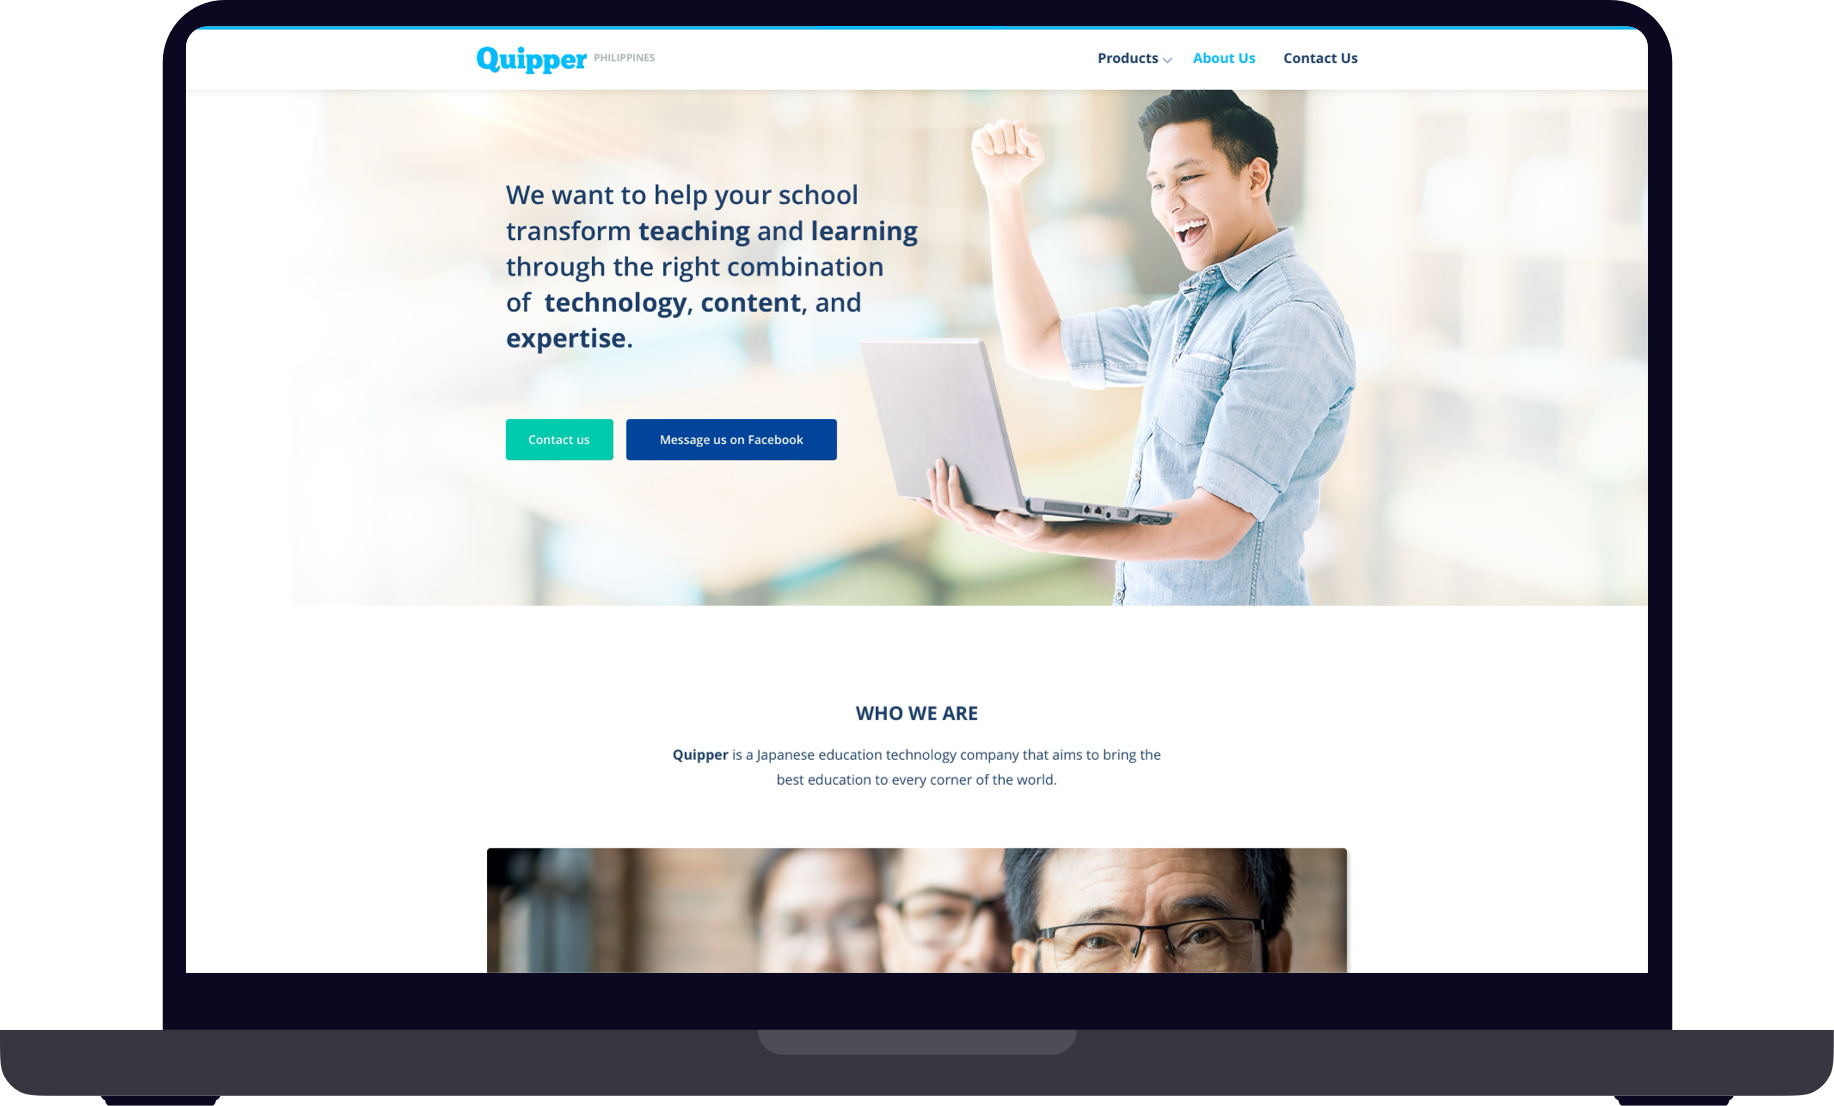 Quipper PHILIPPINES
Products About Us Contact Us
We want to help your school
transform teaching and learning
through the right combination
of technology, content, and
expertise.
Contact us Message us on Facebook
WHO WE ARE
Quipper is a Japanese education technology company that aims to bring the
best education to every corner of the world.